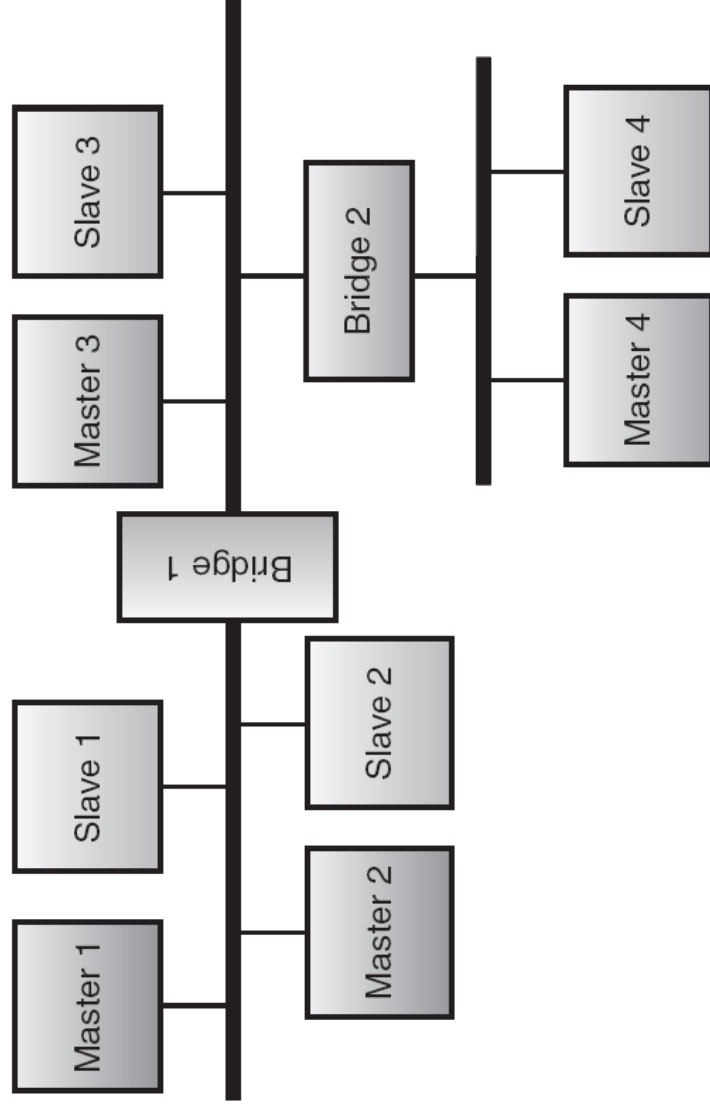 Master 1
Slave 1
Master 3
Slave 3
Bridge 1
Master 2
Slave 2
Bridge 2
Master 4
Slave 4